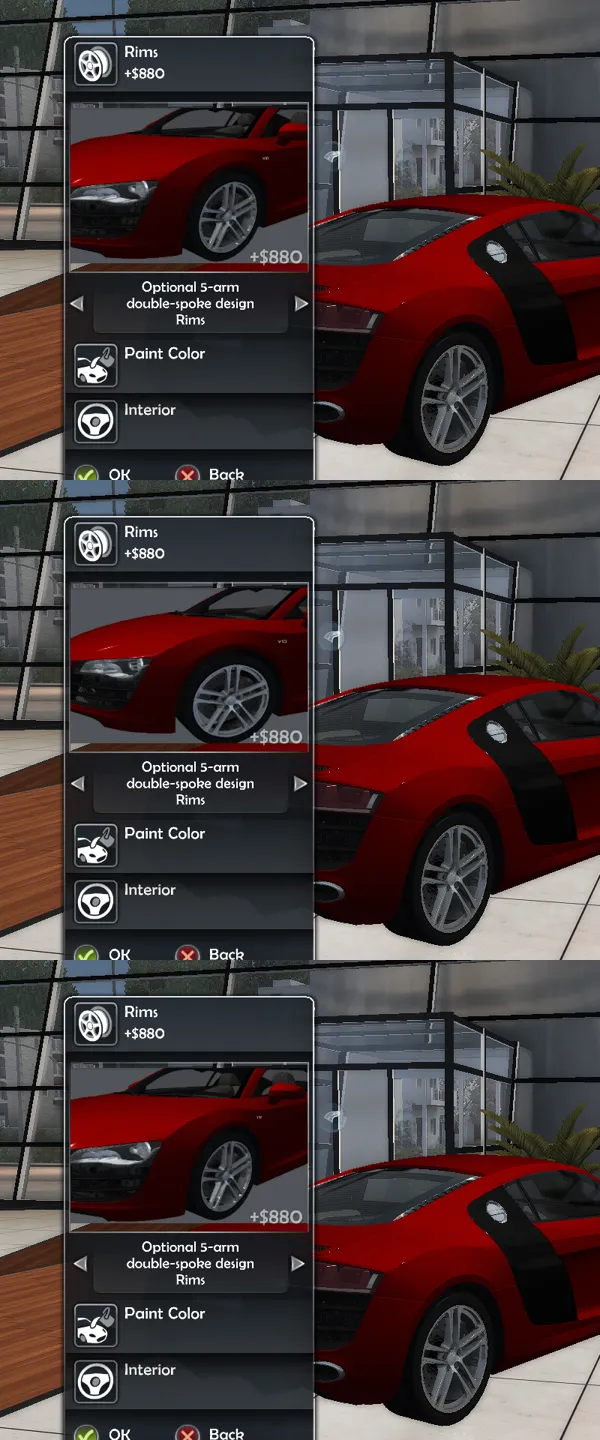 Rims
+$880
+$880
Optional 5-arm
double-spoke design
Rims
Paint Color
Interior
OK
Back
Rims
+$880
V10
+$880
Optional 5-arm
double-spoke design
Rims
Paint Color
Interior
OK
Back
Rims
+$880
+$880
Optional 5-arm
double-spoke design
Rims
Paint Color
Interior
OK
Back